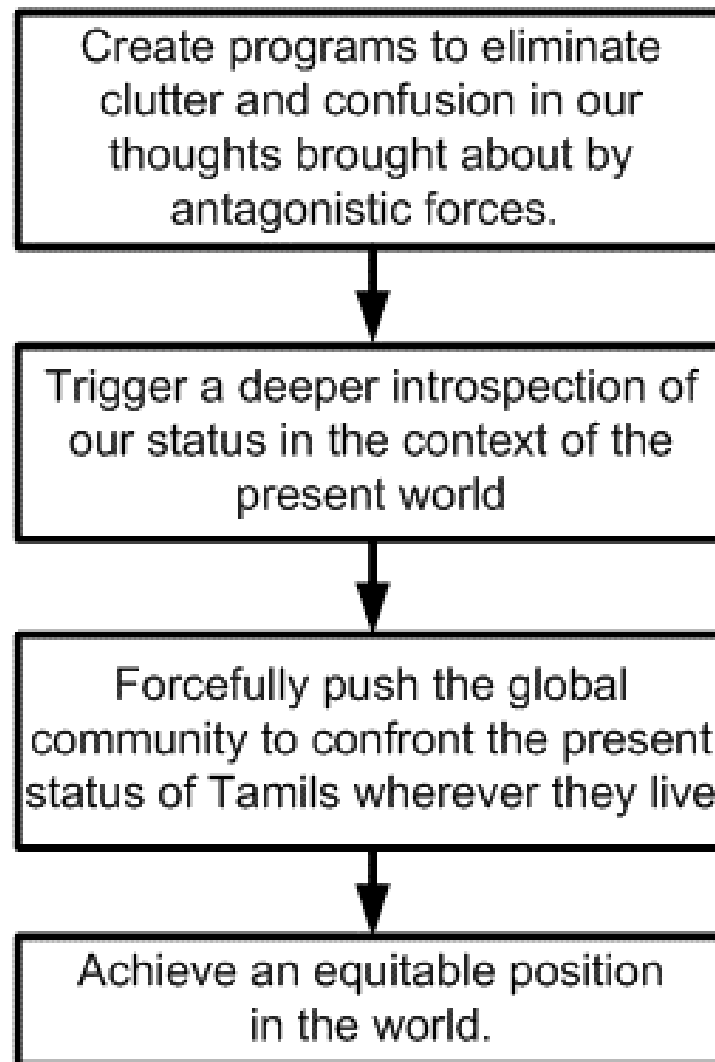 Create programs to eliminate
clutter and confusion in our
thoughts brought about by
antagonistic forces.
Trigger a deeper introspection of
our status in the context of the
present world
Forcefully push the global
community to confront the present
status of Tamils wherever they live
Achieve an equitable position
in the world.